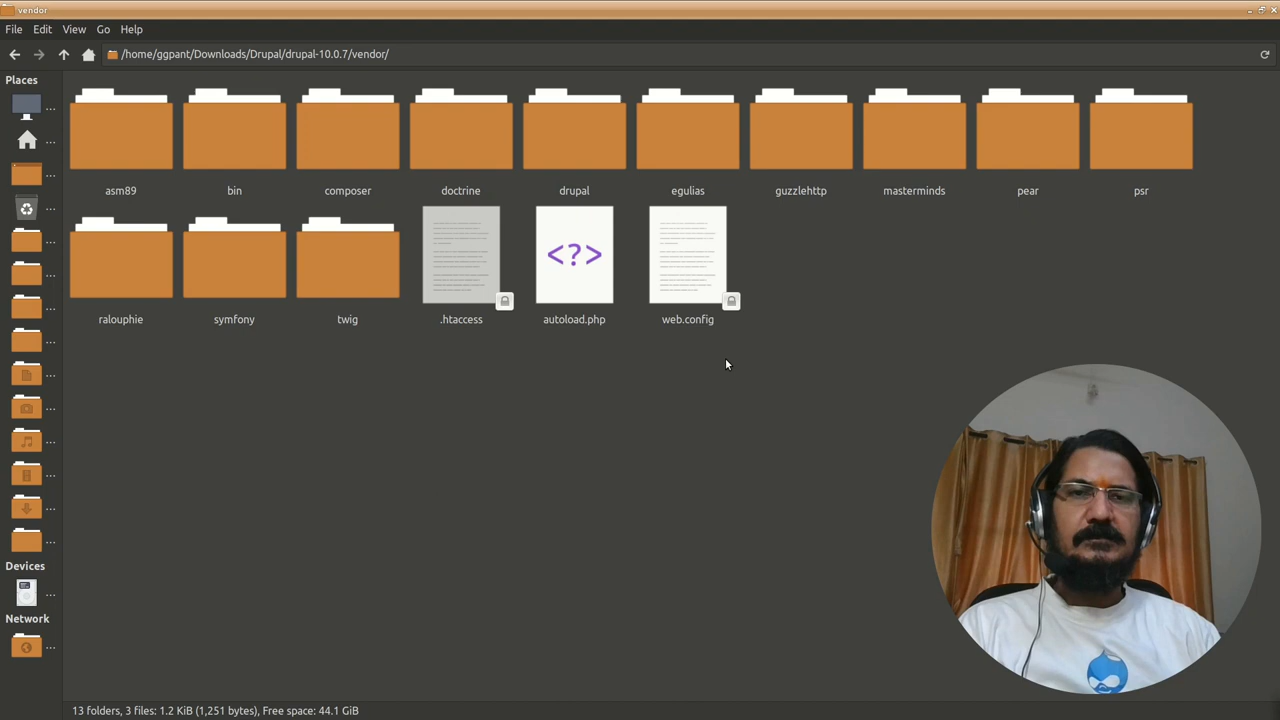 vendor
File Edit View Go Help
/home/ggpant/Downloads/Drupal/drupal-10.0.7/vendor/
Places
...
...
...
...
...
...
...
...
...
...
...
...
...
...
Devices
...
Network
...
asm89 bin composer doctrine drupal egulias guzzlehttp masterminds pear psr
<?>
ralouphie symfony twig .htaccess autoload.php web.config
13 folders, 3 files: 1.2 KiB (1,251 bytes), Free space: 44.1 GiB